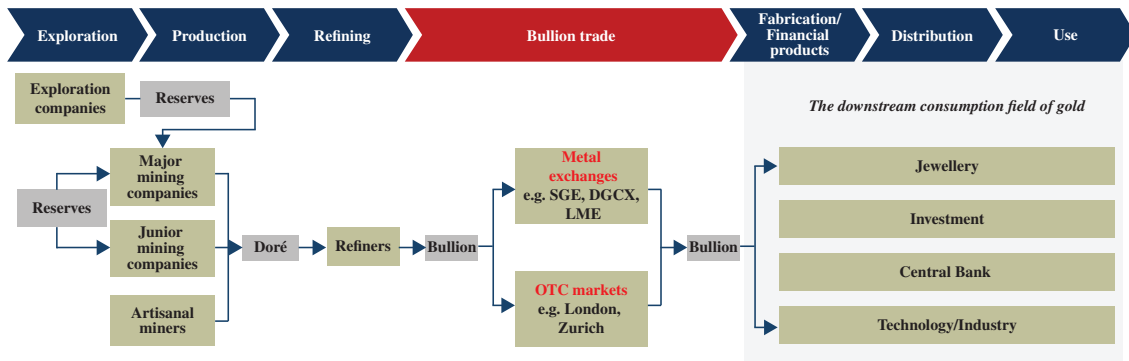 Exploration
Production
Refining
Bullion trade
Fabrication/
Financial
products
Distribution
Use
Exploration
companies
Reserves
The downstream consumption field of gold
Major
mining
companies
Reserves
Junior
mining
companies
Artisanal
miners
Doré
Refiners
Bullion
Metal
exchanges
e.g. SGE, DGCX,
LME
OTC markets
e.g. London,
Zurich
Bullion
Jewellery
Investment
Central Bank
Technology/Industry